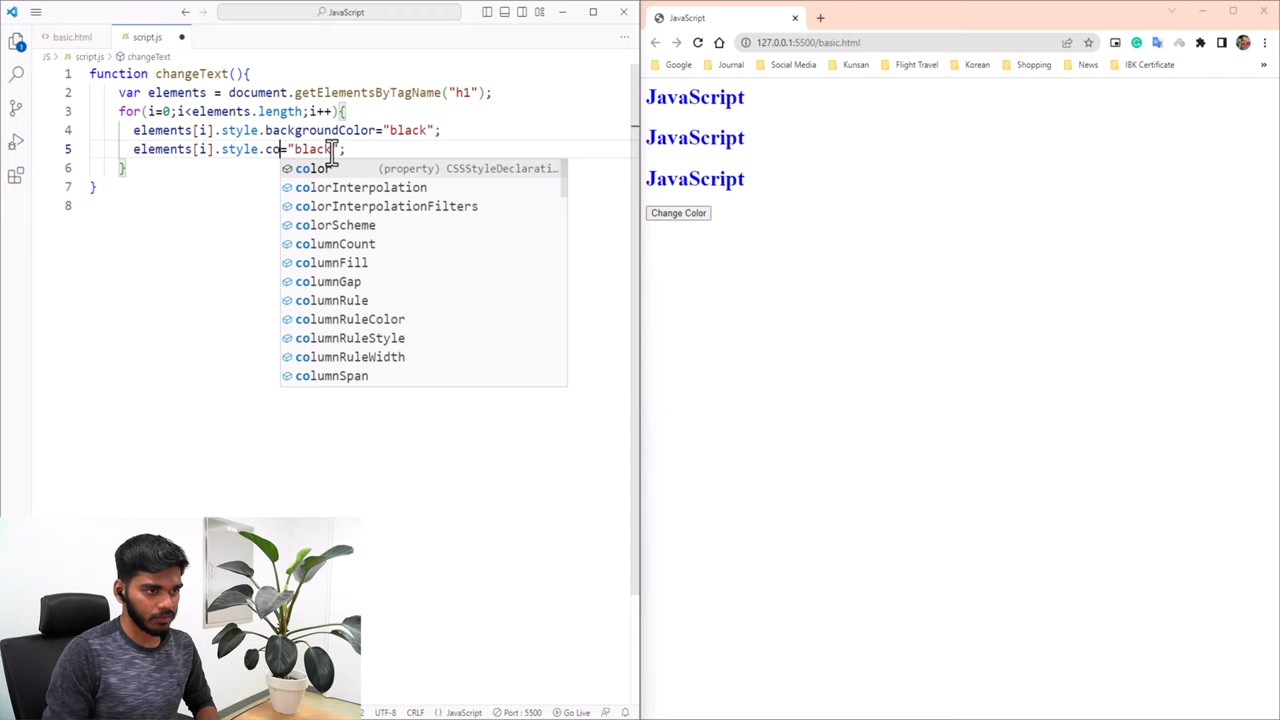 JavaScript
basic.html
script.js
JS > script.js > changeText
1 function changeText(){
2 var elements = document.getElementsByTagName("h1");
3 for(i=0;i<elements.length;i++){
4 elements[i].style.backgroundColor="black";
5 elements[i].style.co="black";
6 }
7 }
8
color (property) CSSStyleDeclarati…
colorInterpolation
colorInterpolationFilters
colorScheme
columnCount
columnFill
columnGap
columnRule
columnRuleColor
columnRuleStyle
columnRuleWidth
columnSpan
UTF-8 CRLF {} JavaScript Port : 5500 Go Live
JavaScript
127.0.0.1:5500/basic.html
Google Journal Social Media Kunsan Flight Travel Korean Shopping News IBK Certificate »
JavaScript
JavaScript
JavaScript
Change Color